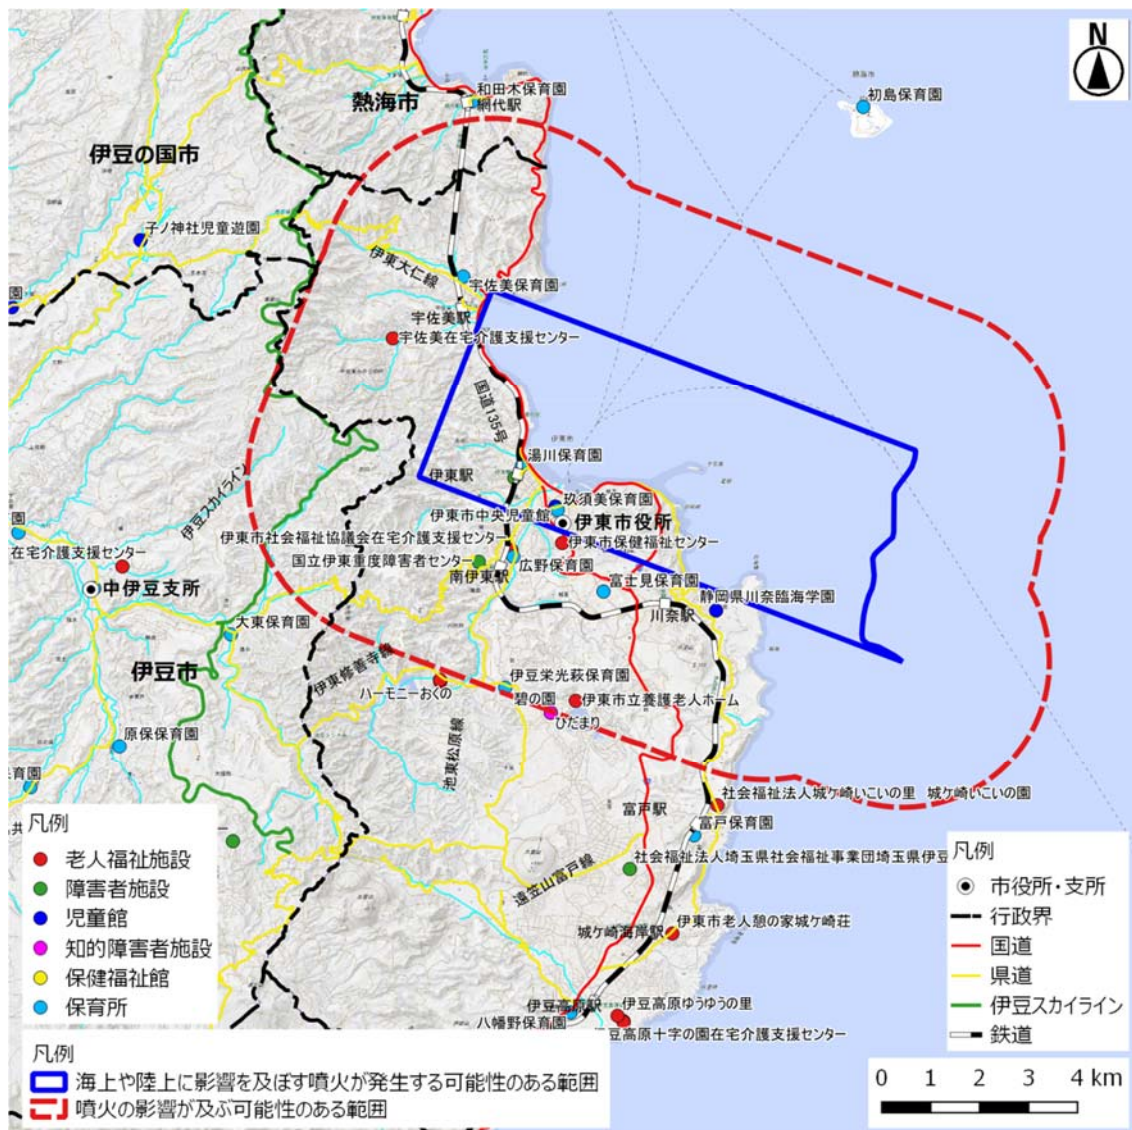 N
和田木保育園
網代駅
熱海市
熱海市
初島保育園
伊豆の国市
子ノ神社児童遊園
伊東大仁線
宇佐美保育園
園
宇佐美駅
宇佐美在宅介護支援センター
国道135号
伊東市
湯川保育園
伊東駅
伊豆スカイライン
玖須美保育園
伊東市中央児童館
園
伊東市役所
伊東市社会福祉協議会在宅介護支援センター
伊東市保健福祉センター
在宅介護支援センター
国立伊東重度障害者センター
広野保育園
南伊東駅
富士見保育園
中伊豆支所
静岡県川奈臨海学園
川奈駅
大東保育園
伊豆市
伊東修善寺線
伊豆栄光萩保育園
ハーモニーおくの
碧の園
伊東市立養護老人ホーム
ひだまり
原保保育園
池東松原線
育園
社会福祉法人城ケ崎いこいの里 城ケ崎いこいの園
富戸駅
富戸保育園
社会福祉法人埼玉県社会福祉事業団埼玉県伊豆
遠笠山富戸線
伊東市老人憩の家城ケ崎荘
城ケ崎海岸駅
伊豆高原駅
伊豆高原ゆうゆうの里
八幡野保育園
豆高原十字の園在宅介護支援センター
凡例
老人福祉施設
障害者施設
児童館
知的障害者施設
保健福祉館
保育所
凡例
市役所・支所
行政界
国道
県道
伊豆スカイライン
鉄道
凡例
海上や陸上に影響を及ぼす噴火が発生する可能性のある範囲
噴火の影響が及ぶ可能性のある範囲
0 1 2 3 4 km